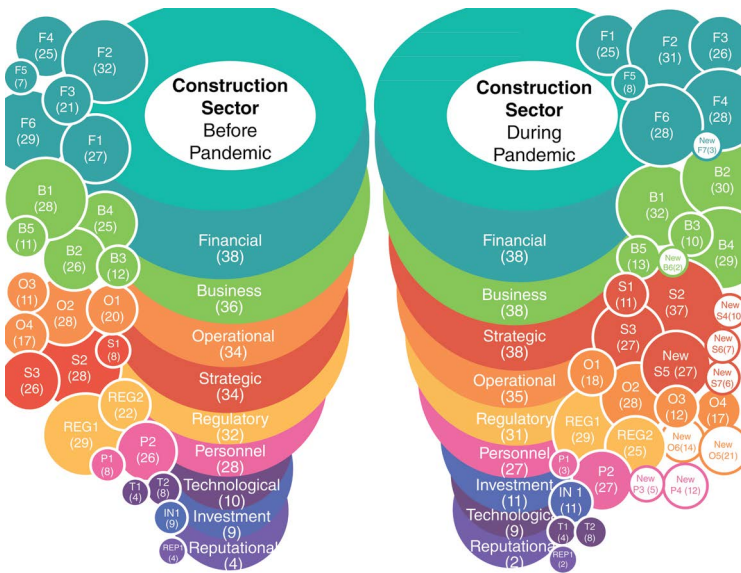 Construction
Sector
Before
Pandemic
F4
(25)
F2
(32)
F5
(7)
F3
(21)
F6
(29)
F1
(27)
B1
(28)
B4
(25)
B5
(11)
B2
(26)
B3
(12)
O3
(11)
O2
(28)
O1
(20)
O4
(17)
S1
(8)
S3
(26)
S2
(28)
REG2
(22)
REG1
(29)
P2
(26)
P1
(8)
T1
(4)
T2
(8)
IN1
(9)
REP1
(4)
Financial
(38)
Business
(36)
Operational
(34)
Strategic
(34)
Regulatory
(32)
Personnel
(28)
Technological
(10)
Investment
(9)
Reputational
(4)
Construction
Sector
During
Pandemic
Financial
(38)
Business
(38)
Strategic
(38)
Operational
(35)
Regulatory
(31)
Personnel
(27)
Investment
(11)
Technologica
(9)
Reputationa
(2)
F1
(25)
F2
(31)
F3
(26)
F5
(8)
F4
(28)
F6
(28)
New
F7(3)
B2
(30)
B1
(32)
B3
(10)
B4
(29)
B5
(13)
New
B6(2)
S1
(11)
S2
(37)
New
S4(10
S3
(27)
New
S6(7)
New
S5 (27)
New
S7(6)
O1
(18)
O2
(28)
O3
(12)
O4
(17)
REG1
(29)
REG2
(25)
New
O6(14)
New
O5(21)
P1
(3)
P2
(27)
New
P3 (5)
New
P4 (12)
IN 1
(11)
T1
(4)
T2
(8)
REP1
(2)